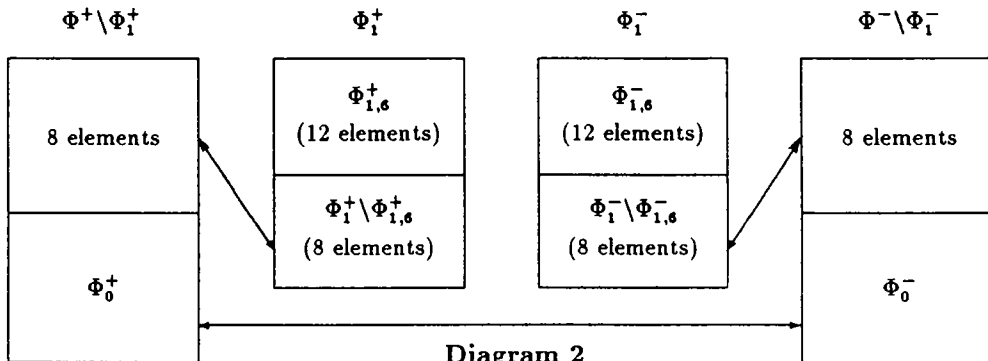 Φ⁺\Φ₁⁺ Φ₁⁺ Φ₁⁻ Φ⁻\Φ₁⁻
8 elements
Φ₁,₆⁺
(12 elements)
Φ₁,₆⁻
(12 elements)
8 elements
Φ₁⁺\Φ₁,₆⁺
(8 elements)
Φ₁⁻\Φ₁,₆⁻
(8 elements)
Φ₀⁺
Φ₀⁻
Diagram 2